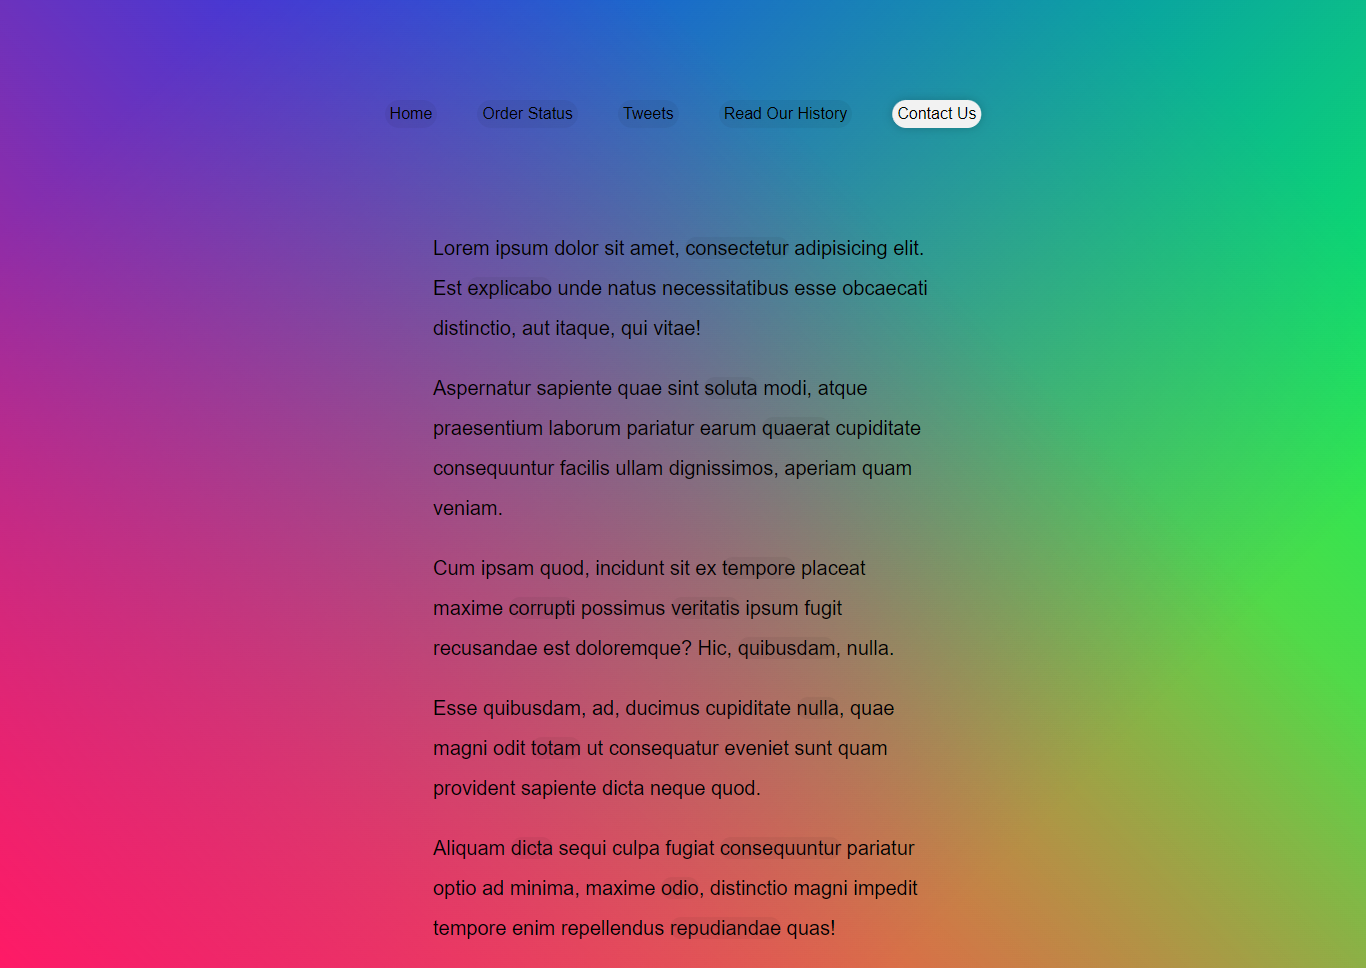 Home Order Status Tweets Read Our History Contact Us
Lorem ipsum dolor sit amet, consectetur adipisicing elit.
Est explicabo unde natus necessitatibus esse obcaecati
distinctio, aut itaque, qui vitae!
Aspernatur sapiente quae sint soluta modi, atque
praesentium laborum pariatur earum quaerat cupiditate
consequuntur facilis ullam dignissimos, aperiam quam
veniam.
Cum ipsam quod, incidunt sit ex tempore placeat
maxime corrupti possimus veritatis ipsum fugit
recusandae est doloremque? Hic, quibusdam, nulla.
Esse quibusdam, ad, ducimus cupiditate nulla, quae
magni odit totam ut consequatur eveniet sunt quam
provident sapiente dicta neque quod.
Aliquam dicta sequi culpa fugiat consequuntur pariatur
optio ad minima, maxime odio, distinctio magni impedit
tempore enim repellendus repudiandae quas!